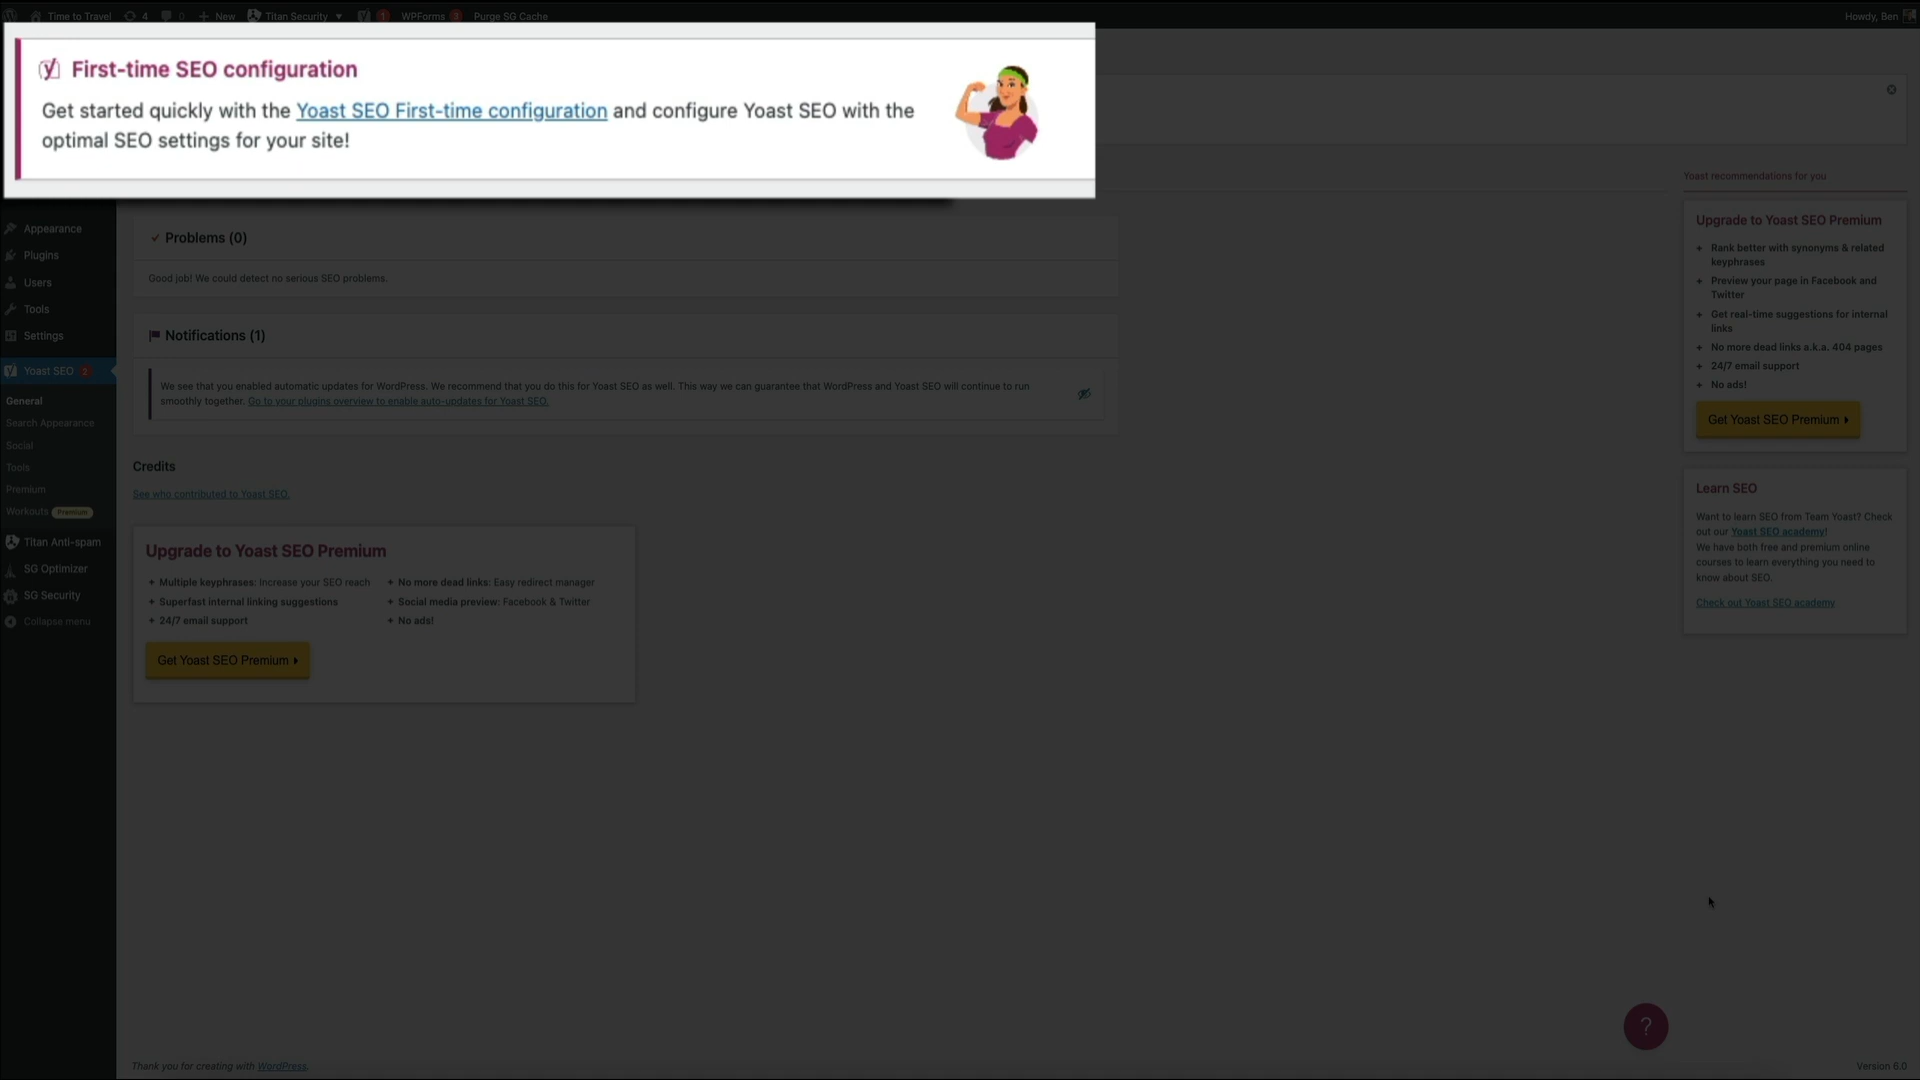 Time to Travel 4 0 New Titan Security 1 WPForms 3 Purge SG Cache Howdy, Ben
First-time SEO configuration
Get started quickly with the Yoast SEO First-time configuration and configure Yoast SEO with the
optimal SEO settings for your site!
Appearance
Plugins
Users
Tools
Settings
Yoast SEO 2
General
Search Appearance
Social
Tools
Premium
Workouts Premium
Titan Anti-spam
SG Optimizer
SG Security
Collapse menu
Problems (0)
Good job! We could detect no serious SEO problems.
Notifications (1)
We see that you enabled automatic updates for WordPress. We recommend that you do this for Yoast SEO as well. This way we can guarantee that WordPress and Yoast SEO will continue to run
smoothly together. Go to your plugins overview to enable auto-updates for Yoast SEO.
Credits
See who contributed to Yoast SEO.
Upgrade to Yoast SEO Premium
+ Multiple keyphrases: Increase your SEO reach
+ Superfast internal linking suggestions
+ 24/7 email support
+ No more dead links: Easy redirect manager
+ Social media preview: Facebook & Twitter
+ No ads!
Get Yoast SEO Premium
Yoast recommendations for you
Upgrade to Yoast SEO Premium
+ Rank better with synonyms & related
keyphrases
+ Preview your page in Facebook and
Twitter
+ Get real-time suggestions for internal
links
+ No more dead links a.k.a. 404 pages
+ 24/7 email support
+ No ads!
Get Yoast SEO Premium
Learn SEO
Want to learn SEO from Team Yoast? Check
out our Yoast SEO academy!
We have both free and premium online
courses to learn everything you need to
know about SEO.
Check out Yoast SEO academy
?
Thank you for creating with WordPress.
Version 6.0